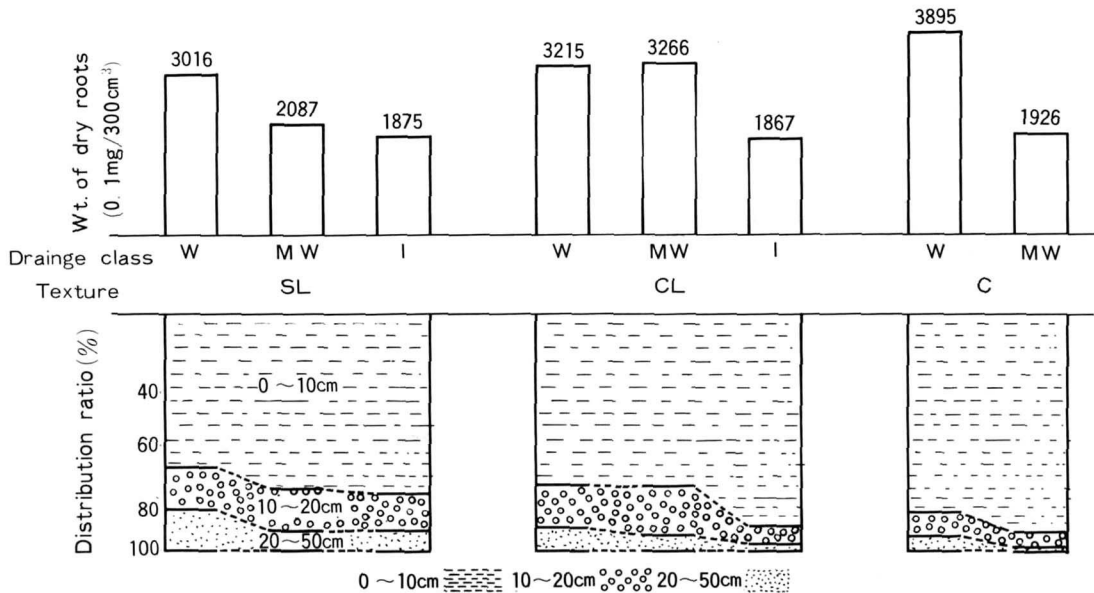 Wt. of dry roots
(0.1mg/300cm³)
3016
2087
1875
3215
3266
1867
3895
1926
Drainge class W MW I W MW I W MW
Texture SL CL C
Distribution ratio (%)
40
60
80
100
0～10cm
10～20cm
20～50cm
0～10cm 10～20cm 20～50cm